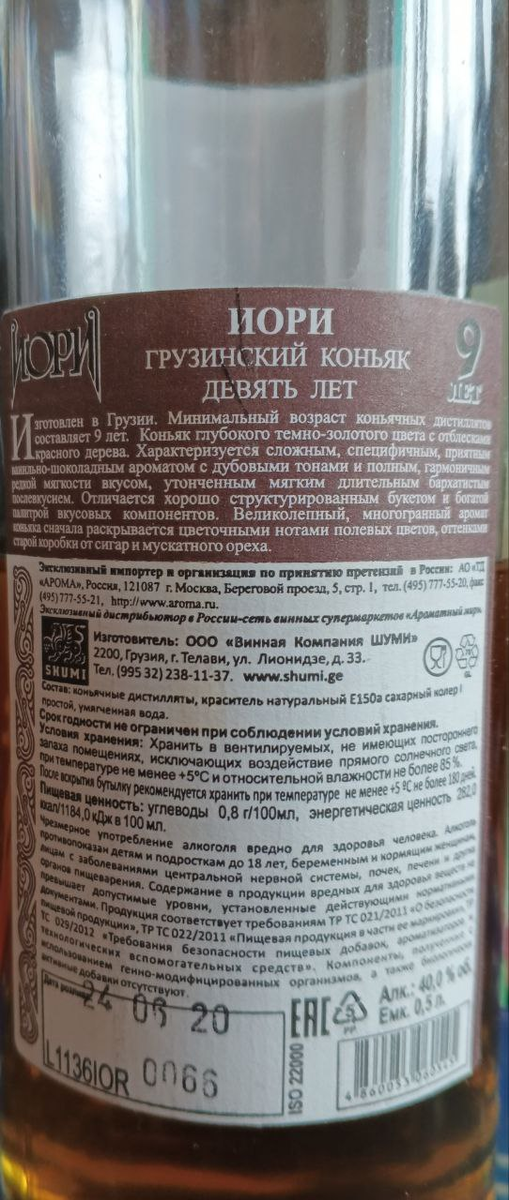 ИОРИ
ИОРИ
ГРУЗИНСКИЙ КОНЬЯК
ДЕВЯТЬ ЛЕТ
9
ЛЕТ
Изготовлен в Грузии. Минимальный возраст коньячных дистиллятов
составляет 9 лет. Коньяк глубокого темно-золотого цвета с отблесками
красного дерева. Характеризуется сложным, специфичным, приятным
ванильно-шоколадным ароматом с дубовыми тонами и полным, гармоничным
редкой мягкости вкусом, утонченным мягким длительным бархатистым
послевкусием. Отличается хорошо структурированным букетом и богатой
палитрой вкусовых компонентов. Великолепный, многогранный аромат
коньяка сначала раскрывается цветочными нотами полевых цветов, оттенками
старой коробки от сигар и мускатного ореха.
Эксклюзивный импортер и организация по принятию претензий в России: АО «ТД
«АРОМА», Россия, 121087 г. Москва, Береговой проезд, 5, стр. 1, тел. (495) 777-55-20, факс
(495) 777-55-21, http://www.aroma.ru.
Эксклюзивный дистрибьютор в России-сеть винных супермаркетов «Ароматный мир».
SHUMI
Изготовитель: ООО «Винная Компания ШУМИ»
2200, Грузия, г. Телави, ул. Лионидзе, д. 33.
Тел. (995 32) 238-11-37. www.shumi.ge
GL
Состав: коньячные дистилляты, краситель натуральный Е150а сахарный колер I
простой, умягченная вода.
Срок годности не ограничен при соблюдении условий хранения.
Условия хранения: Хранить в вентилируемых, не имеющих постороннего
запаха помещениях, исключающих воздействие прямого солнечного света,
при температуре не менее +5°C и относительной влажности не более 85 %.
После вскрытия бутылку рекомендуется хранить при температуре не менее +5 °C не более 180 дней.
Пищевая ценность: углеводы 0,8 г/100мл, энергетическая ценность 282,0
ккал/1184,0 кДж в 100 мл.
Чрезмерное употребление алкоголя вредно для здоровья человека. Алкоголь
противопоказан детям и подросткам до 18 лет, беременным и кормящим женщинам,
лицам с заболеваниями центральной нервной системы, почек, печени и других
органов пищеварения. Содержание в продукции вредных для здоровья веществ не
превышает допустимые уровни, установленные действующими нормативными
документами. Продукция соответствует требованиям ТР ТС 021/2011 «О безопасности
пищевой продукции», ТР ТС 022/2011 «Пищевая продукция в части ее маркировки», ТР
ТС 029/2012 «Требования безопасности пищевых добавок, ароматизаторов и
технологических вспомогательных средств». Компоненты, полученные с
использованием генно-модифицированных организмов, а также биологически
активные добавки отсутствуют.
Дата розлива:
24 06 20
L1136IOR 0066
ISO 22000
EAC
PP
Алк.: 40,0 % об.
Емк. 0,5 л.